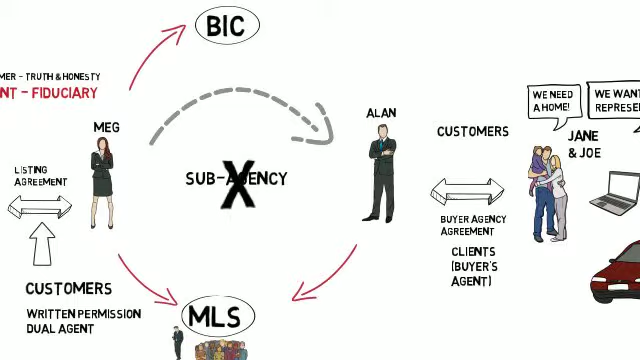 BIC
MER - TRUTH & HONESTY
NT - FIDUCIARY
MEG
LISTING
AGREEMENT
CUSTOMERS
WRITTEN PERMISSION
DUAL AGENT
SUB-AGENCY
MLS
ALAN
CUSTOMERS
BUYER AGENCY
AGREEMENT
CLIENTS
(BUYER'S
AGENT)
WE NEED
A HOME!
WE WANT
REPRESE
JANE
& JOE